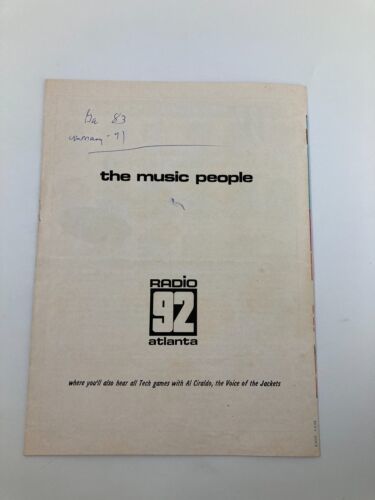 83
the music people
RADIO
92
atlanta
where you'll also hear all Tech games with Al Ciraldo, the Voice of the Jackets